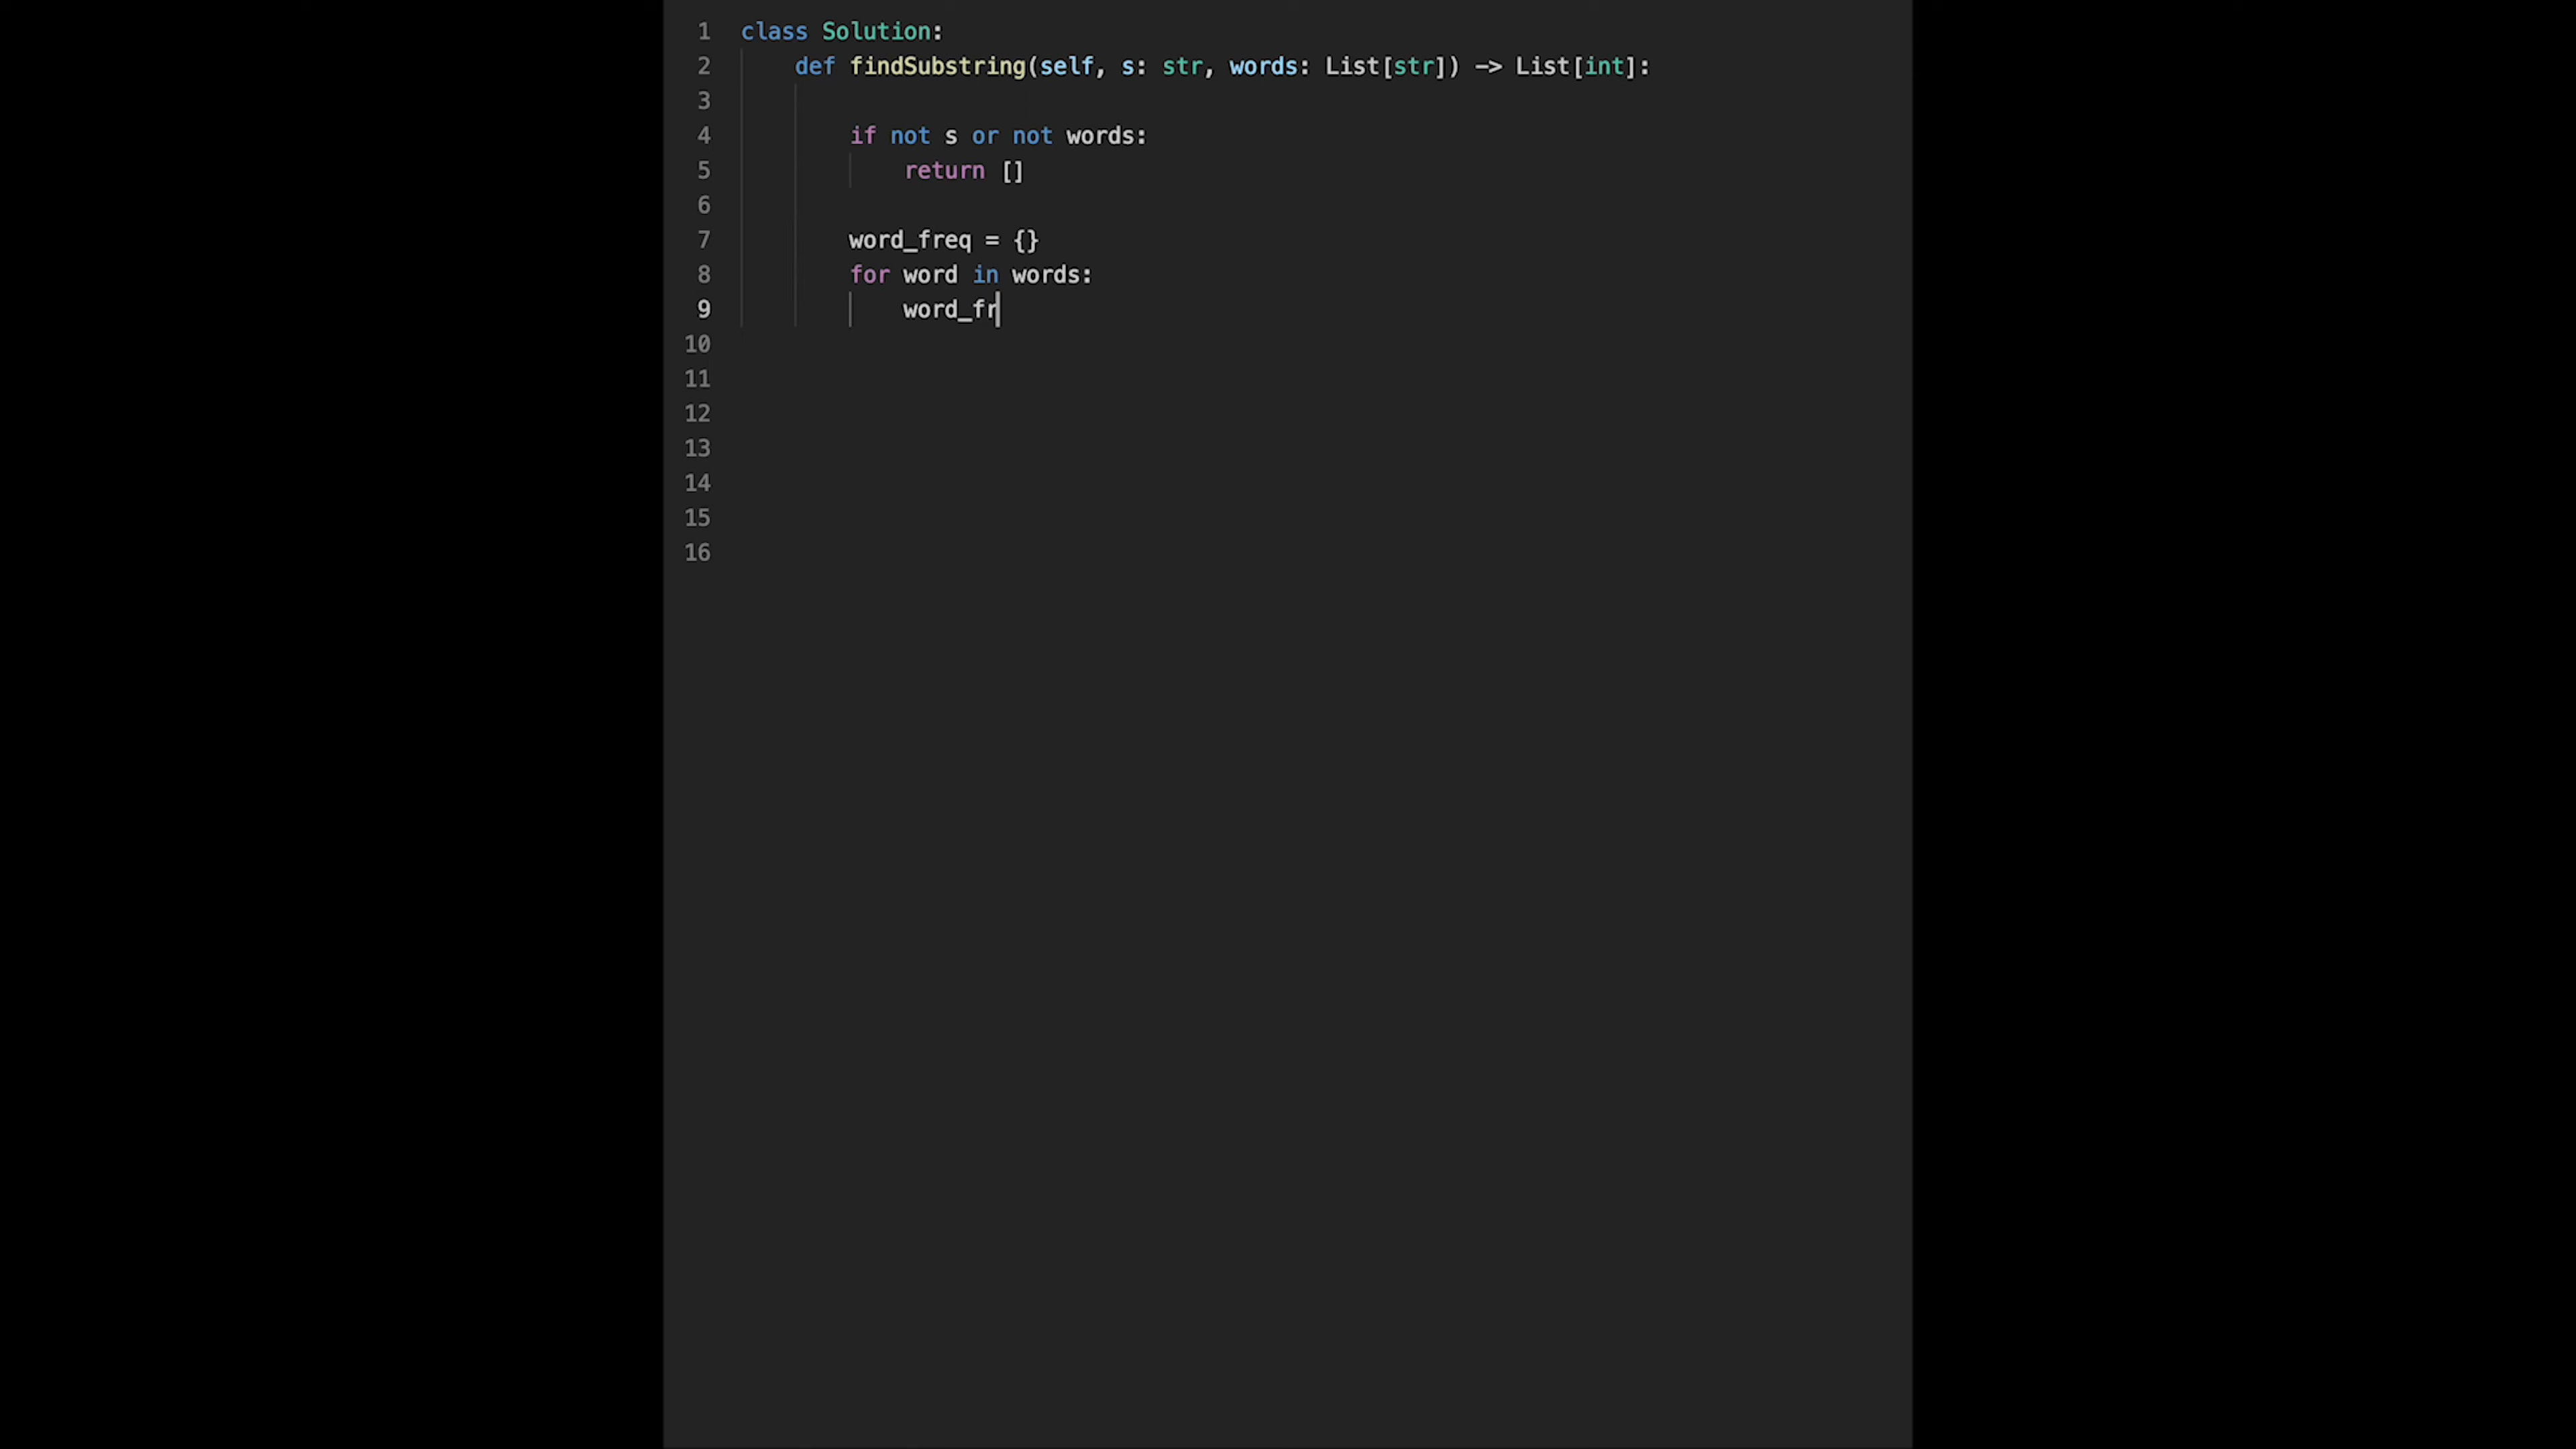 1 class Solution:
2     def findSubstring(self, s: str, words: List[str]) -> List[int]:
3
4         if not s or not words:
5             return []
6
7         word_freq = {}
8         for word in words:
9             word_fr
10
11
12
13
14
15
16